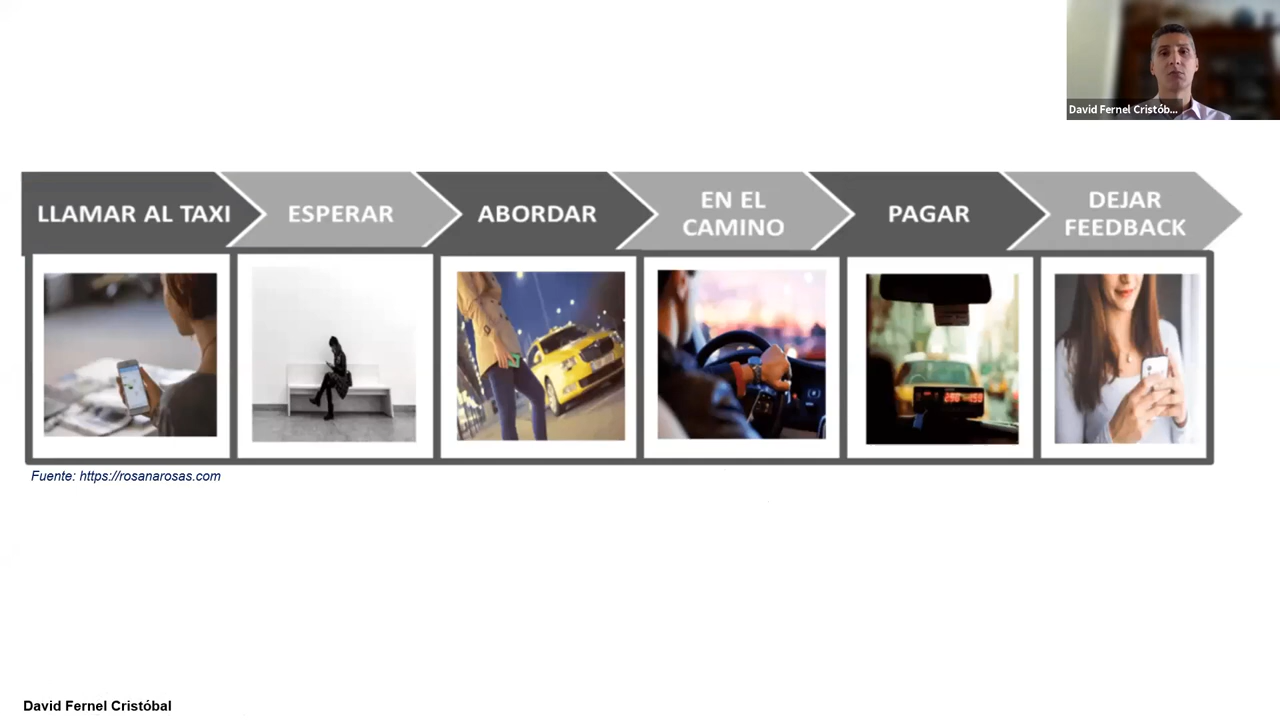 David Fernel Cristób...
LLAMAR AL TAXI
ESPERAR
ABORDAR
EN EL
CAMINO
PAGAR
DEJAR
FEEDBACK
Fuente: https://rosanarosas.com
David Fernel Cristóbal